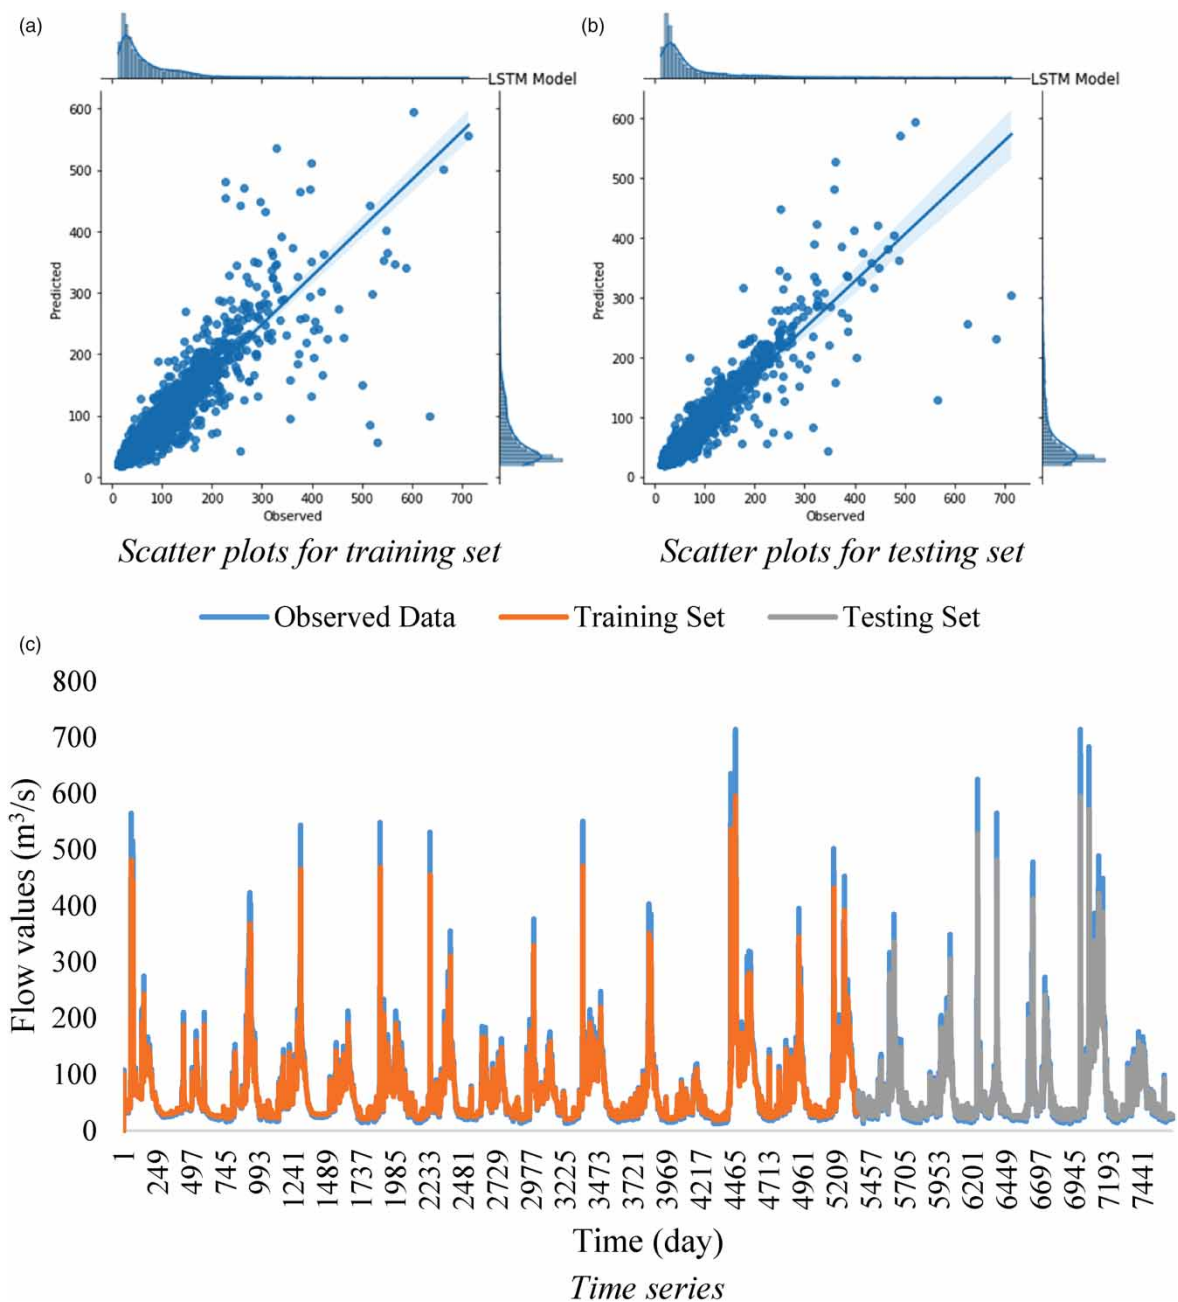 (a)
(b)
LSTM Model
LSTM Model
600
500
400
300
200
100
0
Predicted
0 100 200 300 400 500 600 700
Observed
600
500
400
300
200
100
0
Predicted
0 100 200 300 400 500 600 700
Observed
Scatter plots for training set
Scatter plots for testing set
Observed Data Training Set Testing Set
(c)
800
700
600
500
400
300
200
100
0
Flow values (m³/s)
1 249 497 745 993 1241 1489 1737 1985 2233 2481 2729 2977 3225 3473 3721 3969 4217 4465 4713 4961 5209 5457 5705 5953 6201 6449 6697 6945 7193 7441
Time (day)
Time series